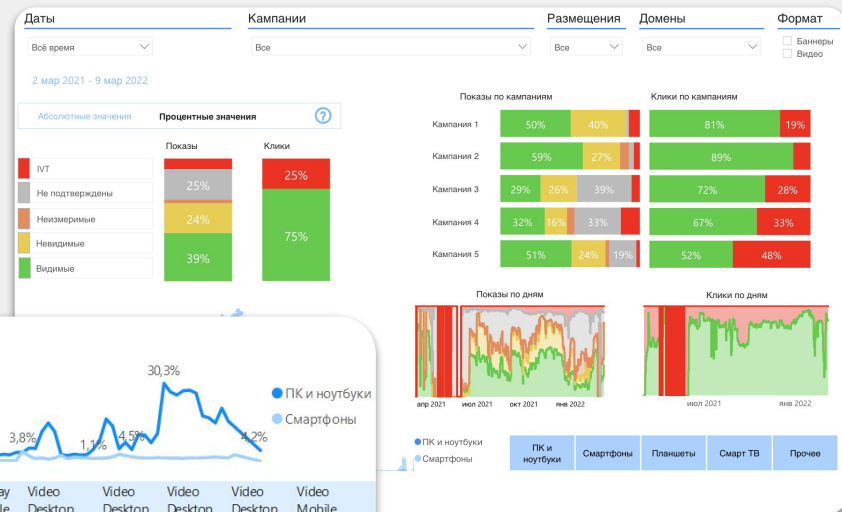 Даты Кампании Размещения Домены Формат
Всё время Все Все Все Баннеры
Видео
2 мар 2021 - 9 мар 2022
Абсолютные значения Процентные значения ?
Показы Клики
IVT
Не подтверждены
Неизмеримые
Невидимые
Видимые
25%
24%
39%
25%
75%
Показы по кампаниям Клики по кампаниям
Кампания 1 50% 40% 81% 19%
Кампания 2 59% 27% 89%
Кампания 3 29% 26% 39% 72% 28%
Кампания 4 32% 16% 33% 67% 33%
Кампания 5 51% 24% 19% 52% 48%
Показы по дням Клики по дням
апр 2021 июл 2021 окт 2021 янв 2022 июл 2021 янв 2022
ПК и ноутбуки
Смартфоны
ПК и
ноутбуки
Смартфоны Планшеты Смарт ТВ Прочее
30,3%
3,8% 1,1% 4,5% 4,2%
ПК и ноутбуки
Смартфоны
Video Video Video Video Video
Desktop Desktop Desktop Desktop Mobile